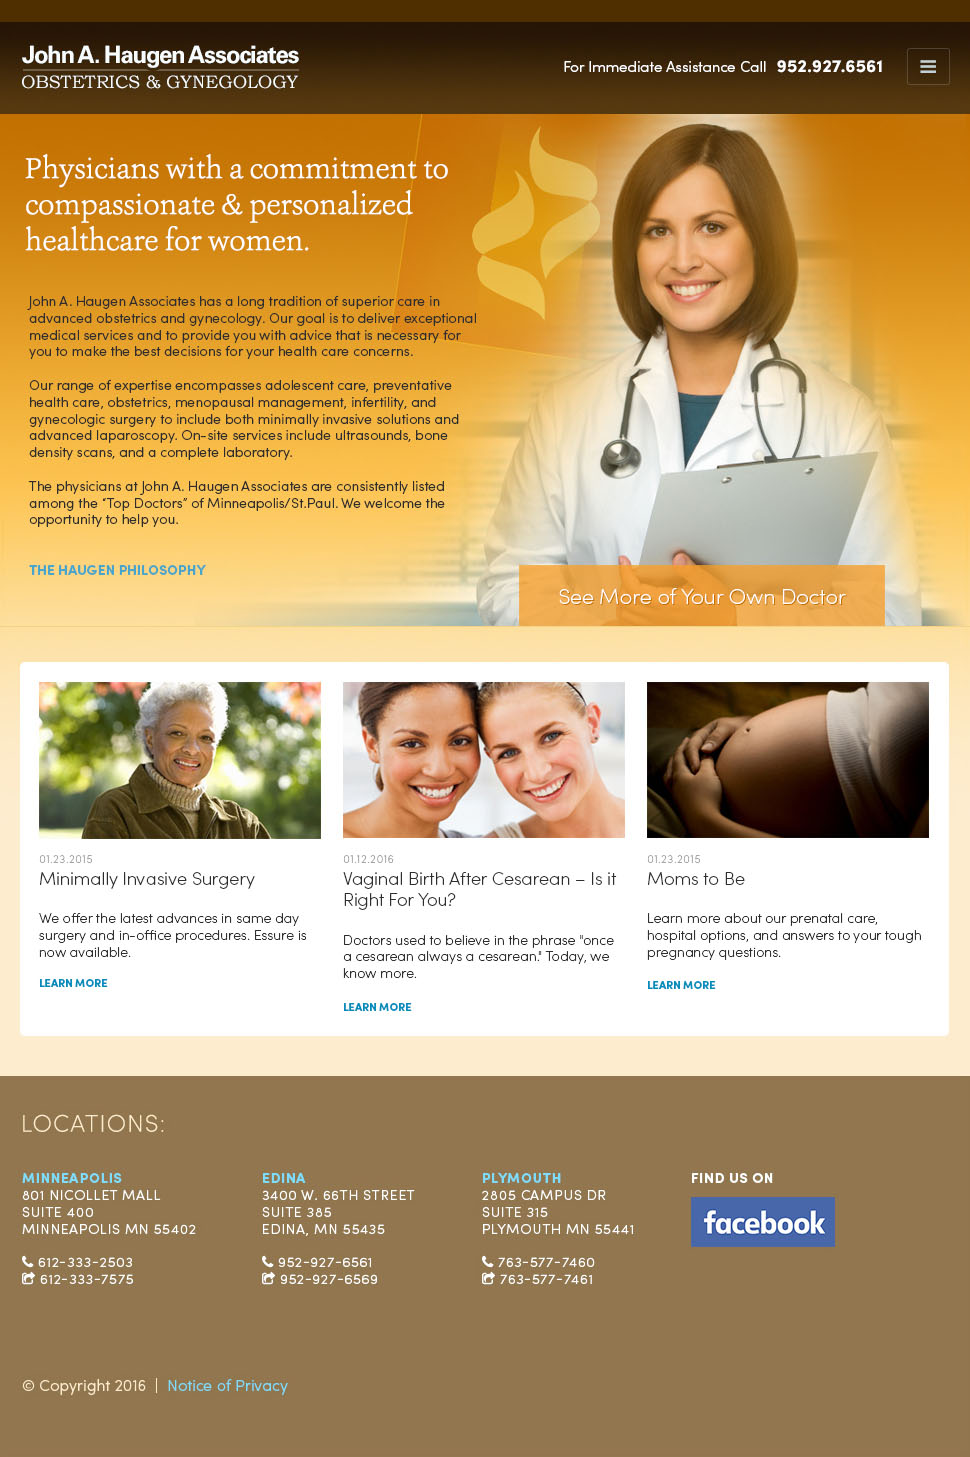 John A. Haugen Associates
OBSTETRICS & GYNEGOLOGY
For Immediate Assistance Call 952.927.6561
Physicians with a commitment to
compassionate & personalized
healthcare for women.
John A. Haugen Associates has a long tradition of superior care in
advanced obstetrics and gynecology. Our goal is to deliver exceptional
medical services and to provide you with advice that is necessary for
you to make the best decisions for your health care concerns.
Our range of expertise encompasses adolescent care, preventative
health care, obstetrics, menopausal management, infertility, and
gynecologic surgery to include both minimally invasive solutions and
advanced laparoscopy. On-site services include ultrasounds, bone
density scans, and a complete laboratory.
The physicians at John A. Haugen Associates are consistently listed
among the “Top Doctors” of Minneapolis/St.Paul. We welcome the
opportunity to help you.
THE HAUGEN PHILOSOPHY
See More of Your Own Doctor
01.23.2015
Minimally Invasive Surgery
We offer the latest advances in same day
surgery and in-office procedures. Essure is
now available.
LEARN MORE
01.12.2016
Vaginal Birth After Cesarean – Is it
Right For You?
Doctors used to believe in the phrase "once
a cesarean always a cesarean." Today, we
know more.
LEARN MORE
01.23.2015
Moms to Be
Learn more about our prenatal care,
hospital options, and answers to your tough
pregnancy questions.
LEARN MORE
LOCATIONS:
MINNEAPOLIS
801 NICOLLET MALL
SUITE 400
MINNEAPOLIS MN 55402
612-333-2503
612-333-7575
EDINA
3400 W. 66TH STREET
SUITE 385
EDINA, MN 55435
952-927-6561
952-927-6569
PLYMOUTH
2805 CAMPUS DR
SUITE 315
PLYMOUTH MN 55441
763-577-7460
763-577-7461
FIND US ON
facebook
© Copyright 2016 | Notice of Privacy